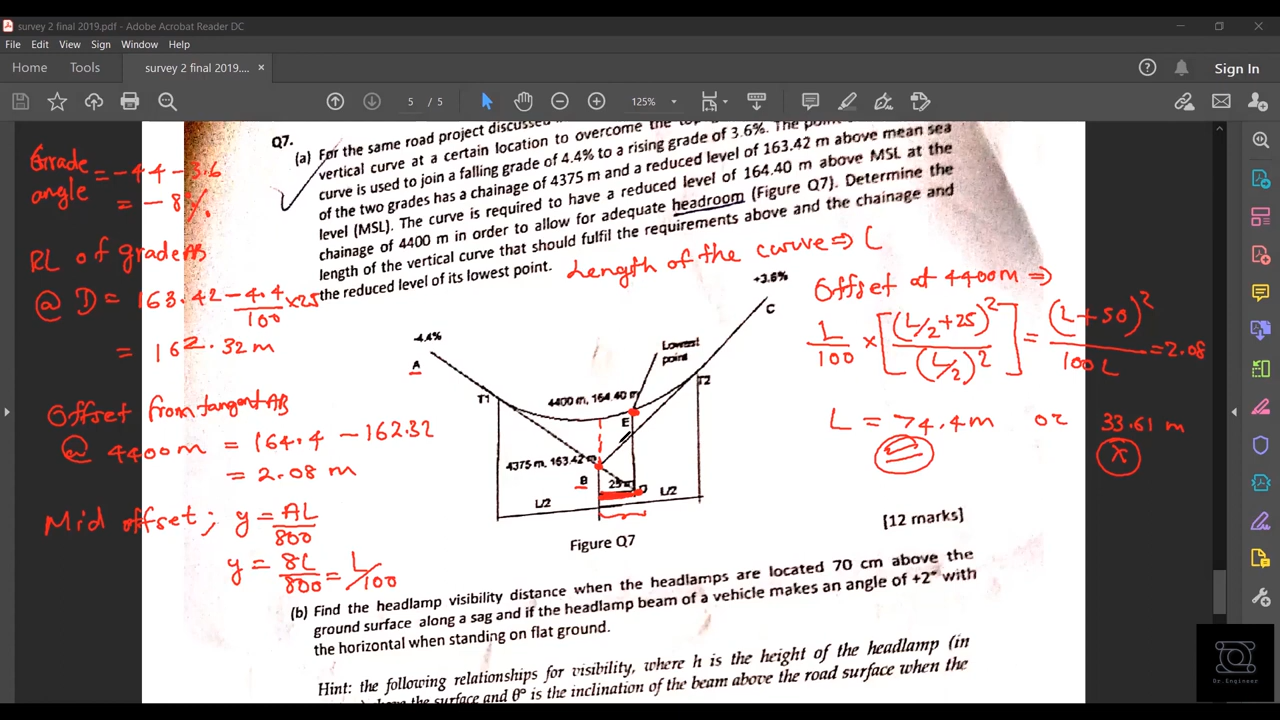 survey 2 final 2019.pdf - Adobe Acrobat Reader DC
File Edit View Sign Window Help
Home Tools survey 2 final 2019.... × Sign In
5 / 5 125%
Q7.
(a) For the same road project discussed
vertical curve at a certain location to overcome the
curve is used to join a falling grade of 4.4% to a rising grade of 3.6%. The point
of the two grades has a chainage of 4375 m and a reduced level of 163.42 m above mean sea
level (MSL). The curve is required to have a reduced level of 164.40 m above MSL at the
chainage of 4400 m in order to allow for adequate headroom (Figure Q7). Determine the
length of the vertical curve that should fulfil the requirements above and the chainage and
the reduced level of its lowest point.
Grade angle = -4.4 - 3.6
= -8%
RL of grade AB
@ D = 163.42 - 4.4/100 × 25
= 162.32 m
Offset from tangent AB
@ 4400 m = 164.4 - 162.32
= 2.08 m
Mid offset; y = AL/800
y = 8L/800 = L/100
Length of the curve ⇒ L
Offset at 4400m ⇒
L/100 × [(L/2+25)²/(L/2)²] = (L+50)²/100L = 2.08
L = 74.4 m or 33.61 m
X
-4.4%
A
T1
4400 m, 164.40 m
Lowest
point
+3.6%
C
T2
E
4375 m, 163.42 m
B
25
D
L/2
L/2
Figure Q7
[12 marks]
(b) Find the headlamp visibility distance when the headlamps are located 70 cm above the
ground surface along a sag and if the headlamp beam of a vehicle makes an angle of +2° with
the horizontal when standing on flat ground.
Hint: the following relationships for visibility, where h is the height of the headlamp (in
the surface and θ° is the inclination of the beam above the road surface when the
Dr.Engineer